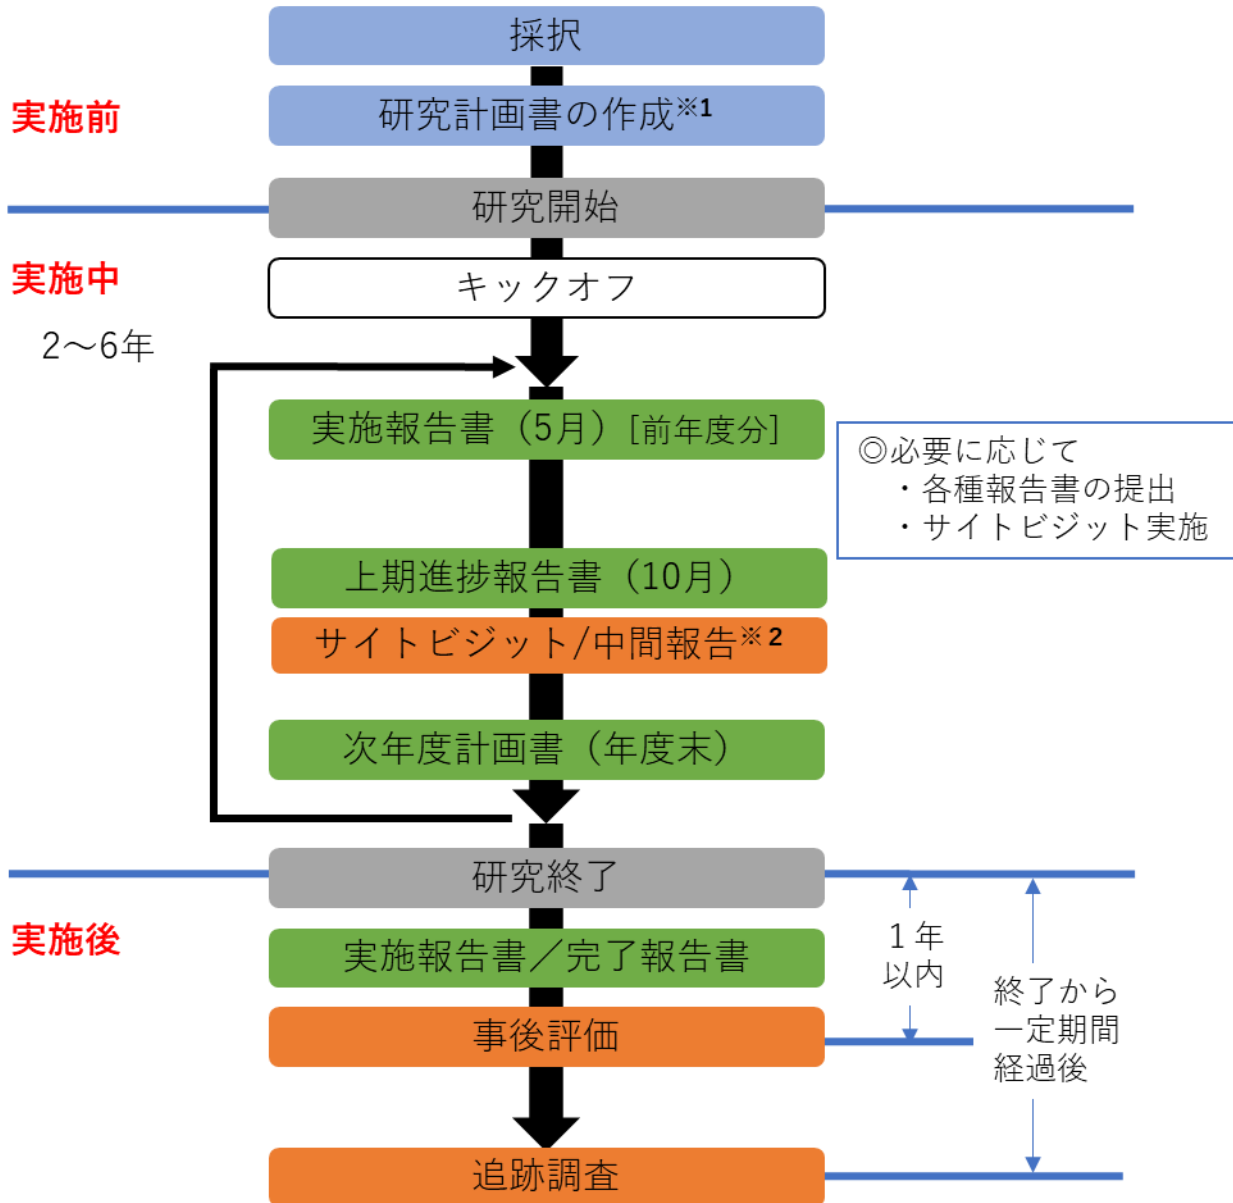 採択
実施前
研究計画書の作成※1
研究開始
実施中
キックオフ
2～6年
実施報告書（5月）[前年度分]
◎必要に応じて
・各種報告書の提出
・サイトビジット実施
上期進捗報告書（10月）
サイトビジット/中間報告※2
次年度計画書（年度末）
研究終了
実施後
実施報告書／完了報告書
１年
以内
事後評価
終了から
一定期間
経過後
追跡調査